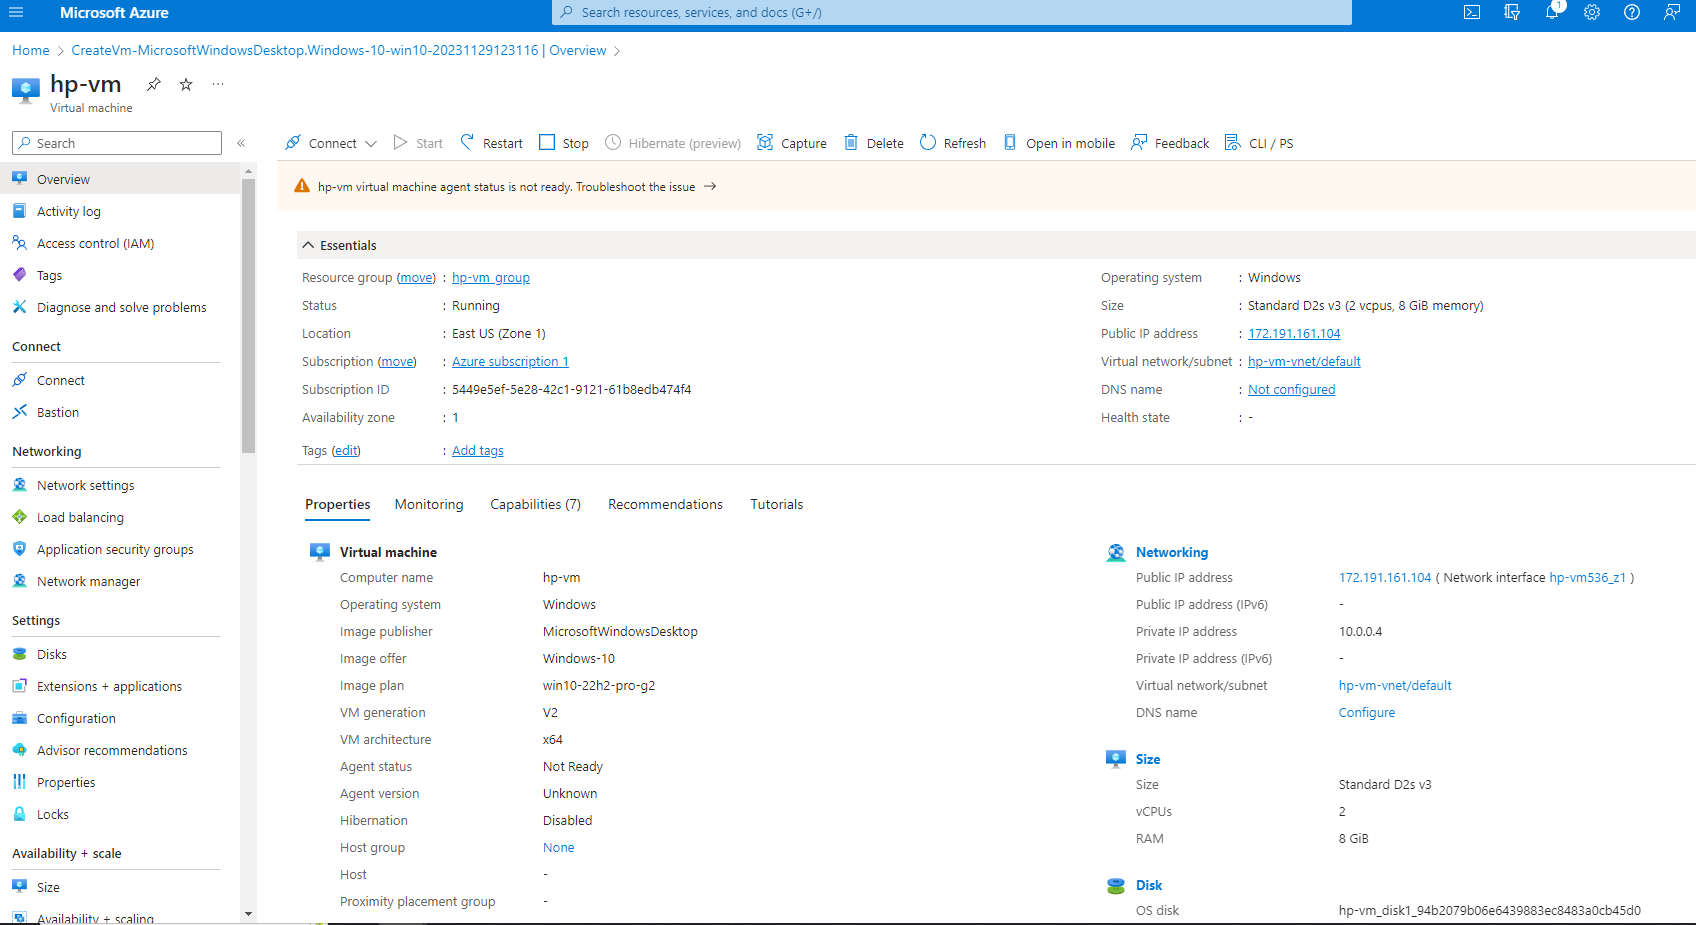 Microsoft Azure
Search resources, services, and docs (G+/)
1
Home > CreateVm-MicrosoftWindowsDesktop.Windows-10-win10-20231129123116 | Overview >
hp-vm
...
Virtual machine
Search
«
Connect
Start
Restart
Stop
Hibernate (preview)
Capture
Delete
Refresh
Open in mobile
Feedback
CLI / PS
hp-vm virtual machine agent status is not ready. Troubleshoot the issue →
Overview
Activity log
Access control (IAM)
Tags
Diagnose and solve problems
Connect
Connect
Bastion
Networking
Network settings
Load balancing
Application security groups
Network manager
Settings
Disks
Extensions + applications
Configuration
Advisor recommendations
Properties
Locks
Availability + scale
Size
Availability + scaling
Essentials
Resource group (move) : hp-vm_group
Status : Running
Location : East US (Zone 1)
Subscription (move) : Azure subscription 1
Subscription ID : 5449e5ef-5e28-42c1-9121-61b8edb474f4
Availability zone : 1
Tags (edit) : Add tags
Operating system : Windows
Size : Standard D2s v3 (2 vcpus, 8 GiB memory)
Public IP address : 172.191.161.104
Virtual network/subnet : hp-vm-vnet/default
DNS name : Not configured
Health state : -
Properties
Monitoring
Capabilities (7)
Recommendations
Tutorials
Virtual machine
Computer name hp-vm
Operating system Windows
Image publisher MicrosoftWindowsDesktop
Image offer Windows-10
Image plan win10-22h2-pro-g2
VM generation V2
VM architecture x64
Agent status Not Ready
Agent version Unknown
Hibernation Disabled
Host group None
Host -
Proximity placement group -
Networking
Public IP address 172.191.161.104 ( Network interface hp-vm536_z1 )
Public IP address (IPv6) -
Private IP address 10.0.0.4
Private IP address (IPv6) -
Virtual network/subnet hp-vm-vnet/default
DNS name Configure
Size
Size Standard D2s v3
vCPUs 2
RAM 8 GiB
Disk
OS disk hp-vm_disk1_94b2079b06e6439883ec8483a0cb45d0